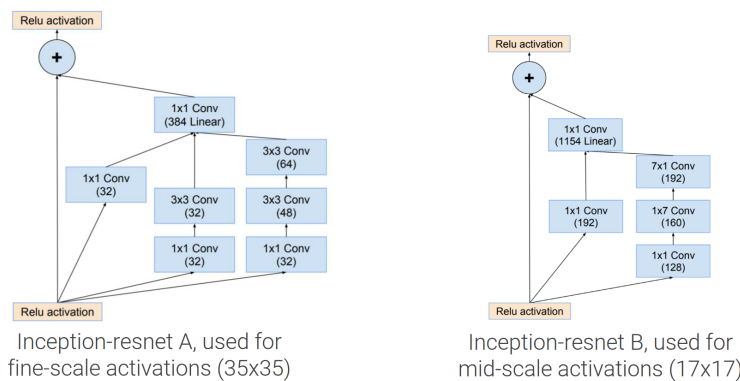 Relu activation
+
1x1 Conv
(384 Linear)
1x1 Conv
(32)
3x3 Conv
(32)
1x1 Conv
(32)
3x3 Conv
(64)
3x3 Conv
(48)
1x1 Conv
(32)
Relu activation
Inception-resnet A, used for
fine-scale activations (35x35)
Relu activation
+
1x1 Conv
(1154 Linear)
1x1 Conv
(192)
7x1 Conv
(192)
1x7 Conv
(160)
1x1 Conv
(128)
Relu activation
Inception-resnet B, used for
mid-scale activations (17x17)